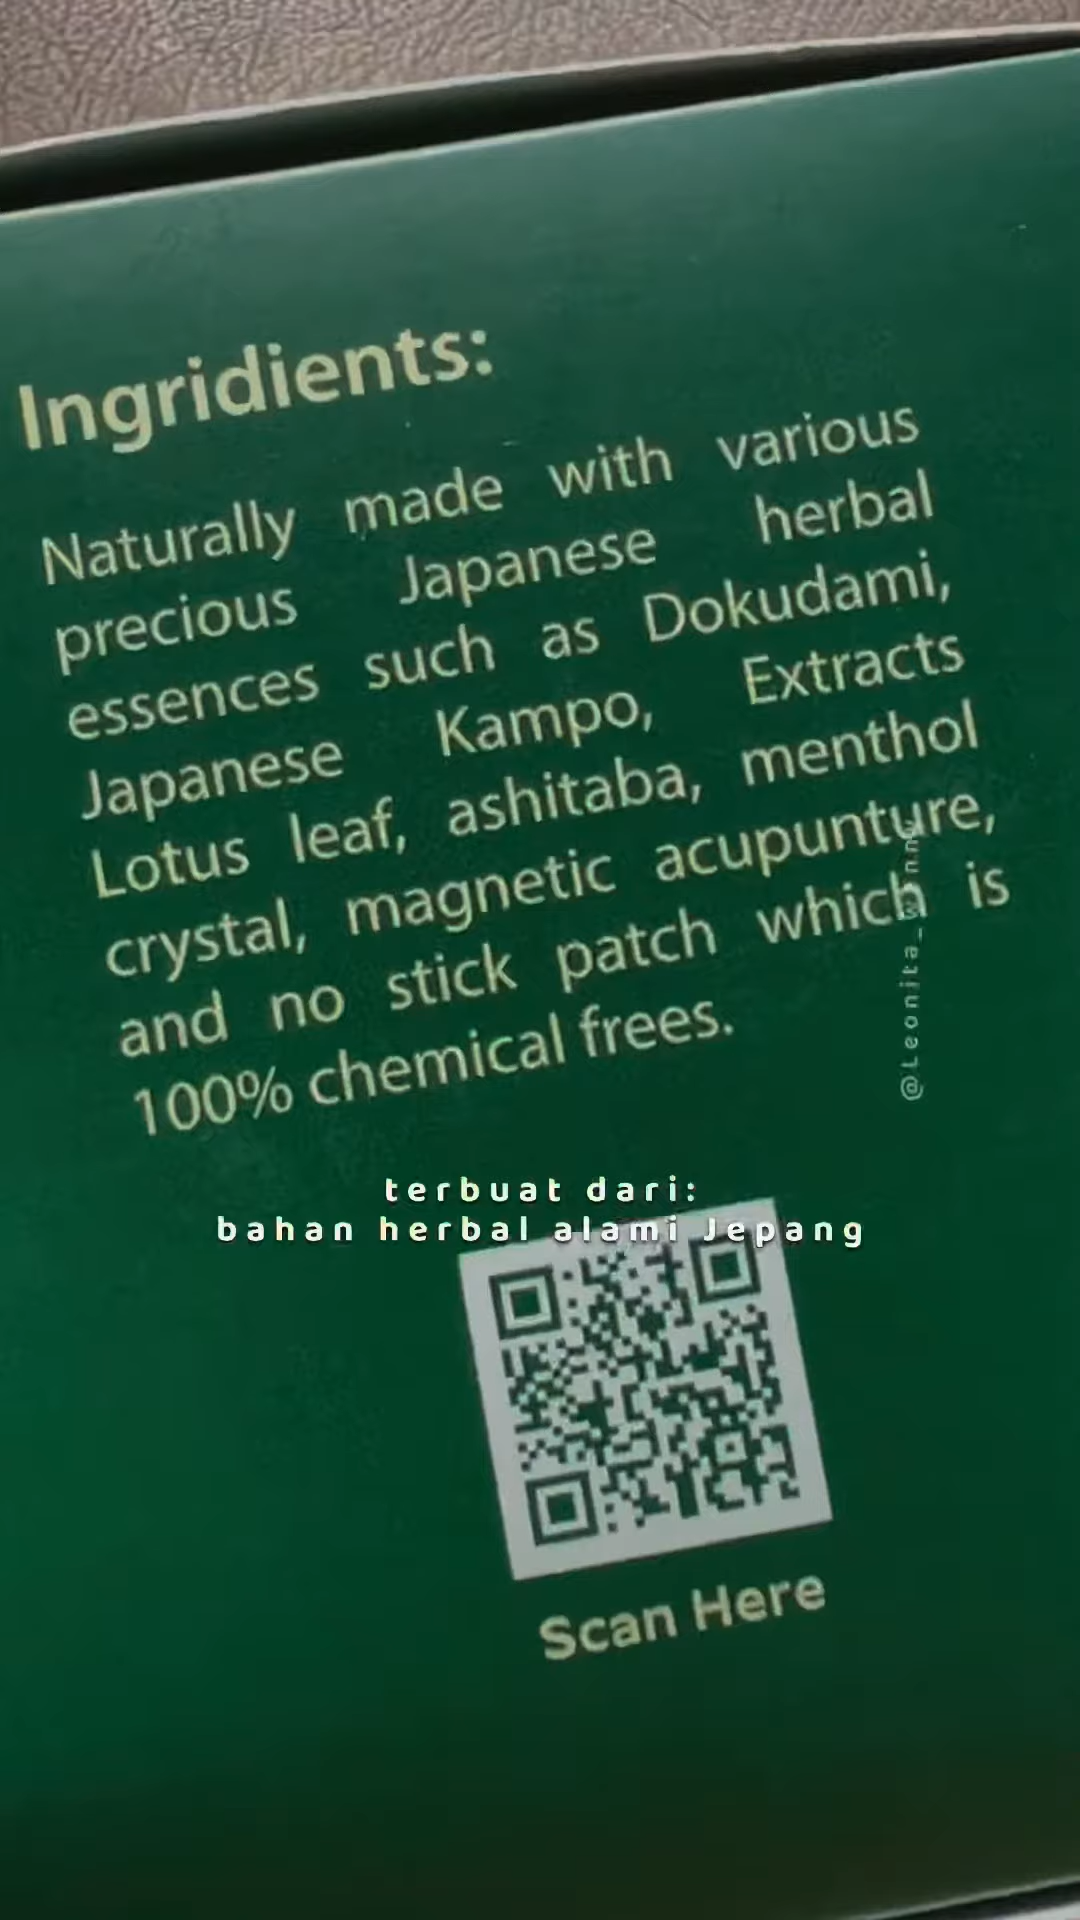 Ingridients:
Naturally made with various
precious Japanese herbal
essences such as Dokudami,
Japanese Kampo, Extracts
Lotus leaf, ashitaba, menthol
crystal, magnetic acupunture,
and no stick patch which is
100% chemical frees.
terbuat dari:
bahan herbal alami Jepang
Scan Here